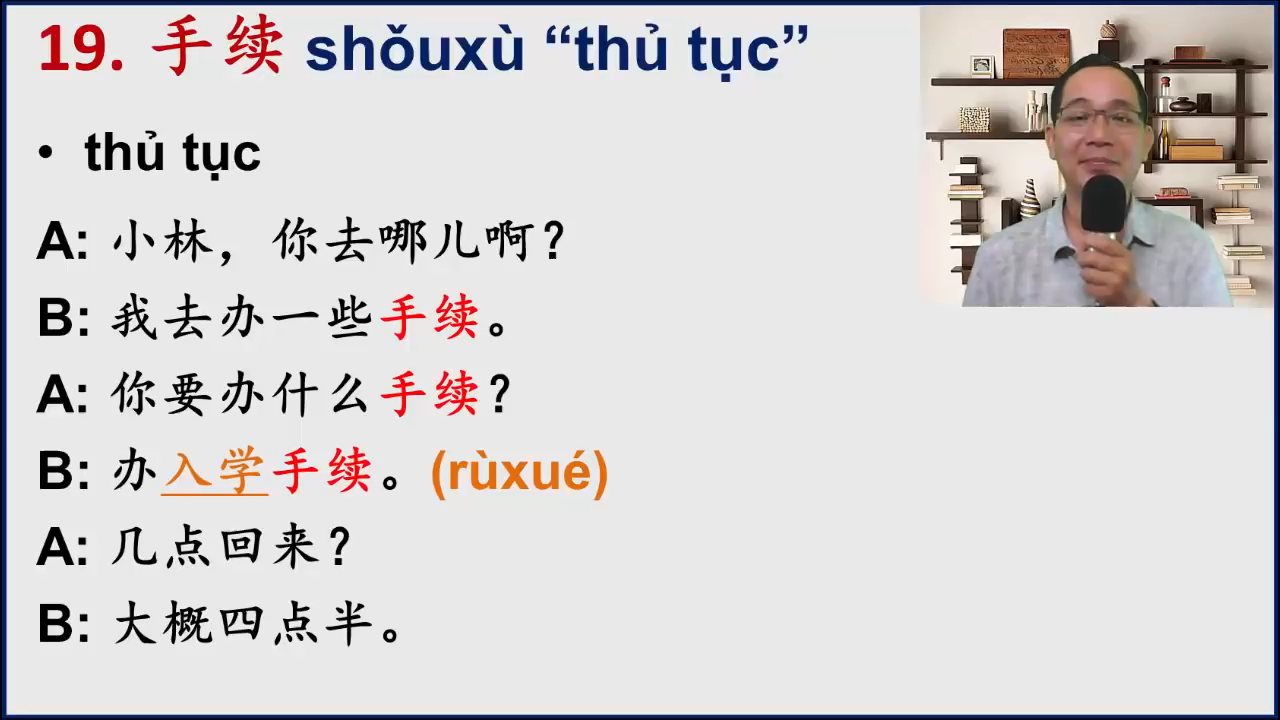 19. 手续 shǒuxù “thủ tục”
• thủ tục
A: 小林，你去哪儿啊？
B: 我去办一些手续。
A: 你要办什么手续？
B: 办入学手续。(rùxué)
A: 几点回来？
B: 大概四点半。